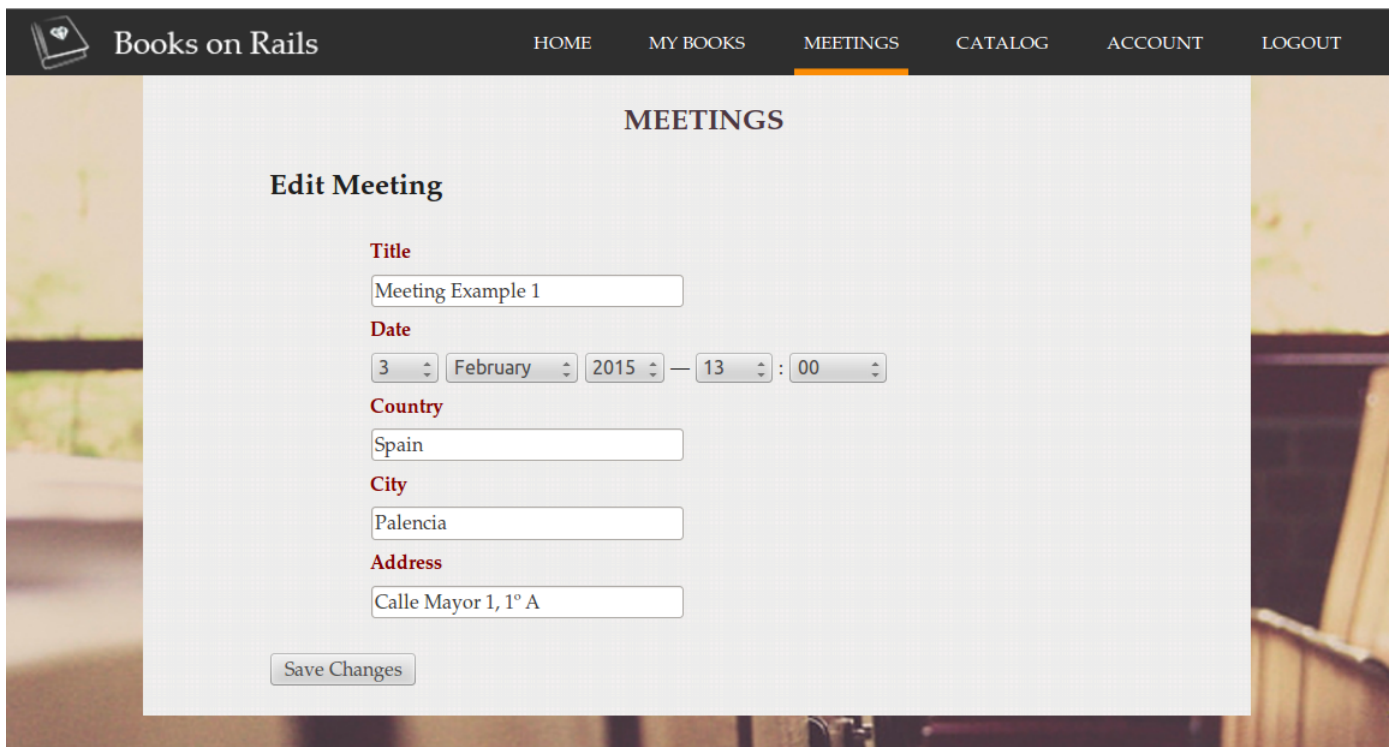 Books on Rails HOME MY BOOKS MEETINGS CATALOG ACCOUNT LOGOUT
MEETINGS
Edit Meeting
Title
Meeting Example 1
Date
3 February 2015 — 13 : 00
Country
Spain
City
Palencia
Address
Calle Mayor 1, 1º A
Save Changes